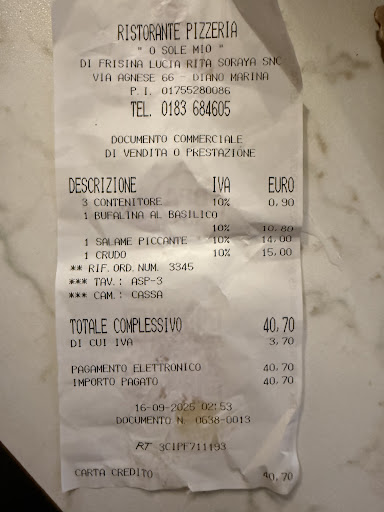 RISTORANTE PIZZERIA
" O SOLE MIO "
DI FRISINA LUCIA RITA SORAYA SNC
VIA AGNESE 66 - DIANO MARINA
P.I. 01755280086
TEL. 0183 684605
DOCUMENTO COMMERCIALE
DI VENDITA O PRESTAZIONE
DESCRIZIONE IVA EURO
3 CONTENITORE 10% 0,90
1 BUFALINA AL BASILICO
10% 10,80
1 SALAME PICCANTE 10% 14,00
1 CRUDO 10% 15,00
** RIF.ORD.NUM. 3345
*** TAV.: ASP-3
*** CAM.: CASSA
TOTALE COMPLESSIVO 40,70
DI CUI IVA 3,70
PAGAMENTO ELETTRONICO 40,70
IMPORTO PAGATO 40,70
16-09-2025 02:53
DOCUMENTO N. 0638-0013
RT 3CIPF711193
CARTA CREDITO 40,70